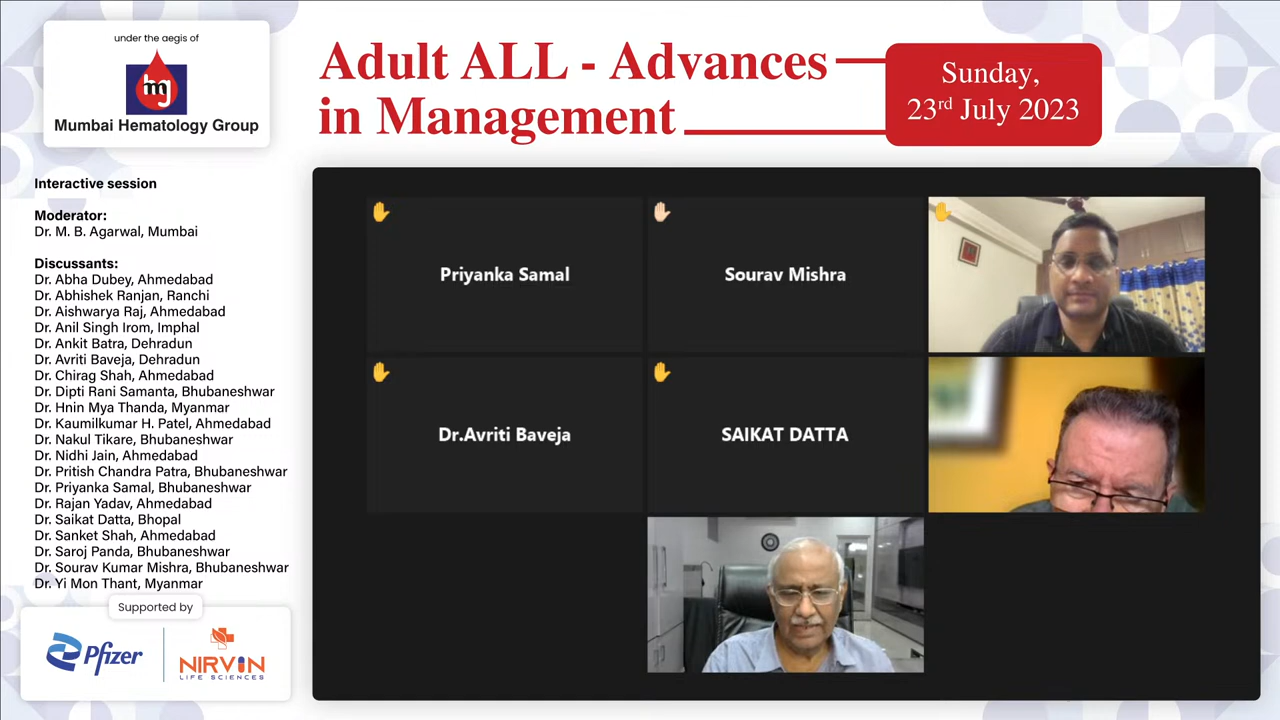 under the aegis of
hmg
Mumbai Hematology Group
Adult ALL - Advances
in Management
Sunday,
23rd July 2023
Interactive session
Moderator:
Dr. M. B. Agarwal, Mumbai
Discussants:
Dr. Abha Dubey, Ahmedabad
Dr. Abhishek Ranjan, Ranchi
Dr. Aishwarya Raj, Ahmedabad
Dr. Anil Singh Irom, Imphal
Dr. Ankit Batra, Dehradun
Dr. Avriti Baveja, Dehradun
Dr. Chirag Shah, Ahmedabad
Dr. Dipti Rani Samanta, Bhubaneshwar
Dr. Hnin Mya Thanda, Myanmar
Dr. Kaumilkumar H. Patel, Ahmedabad
Dr. Nakul Tikare, Bhubaneshwar
Dr. Nidhi Jain, Ahmedabad
Dr. Pritish Chandra Patra, Bhubaneshwar
Dr. Priyanka Samal, Bhubaneshwar
Dr. Rajan Yadav, Ahmedabad
Dr. Saikat Datta, Bhopal
Dr. Sanket Shah, Ahmedabad
Dr. Saroj Panda, Bhubaneshwar
Dr. Sourav Kumar Mishra, Bhubaneshwar
Dr. Yi Mon Thant, Myanmar
Supported by
Pfizer
NIRVIN
LIFE SCIENCES
Priyanka Samal
Sourav Mishra
Dr.Avriti Baveja
SAIKAT DATTA